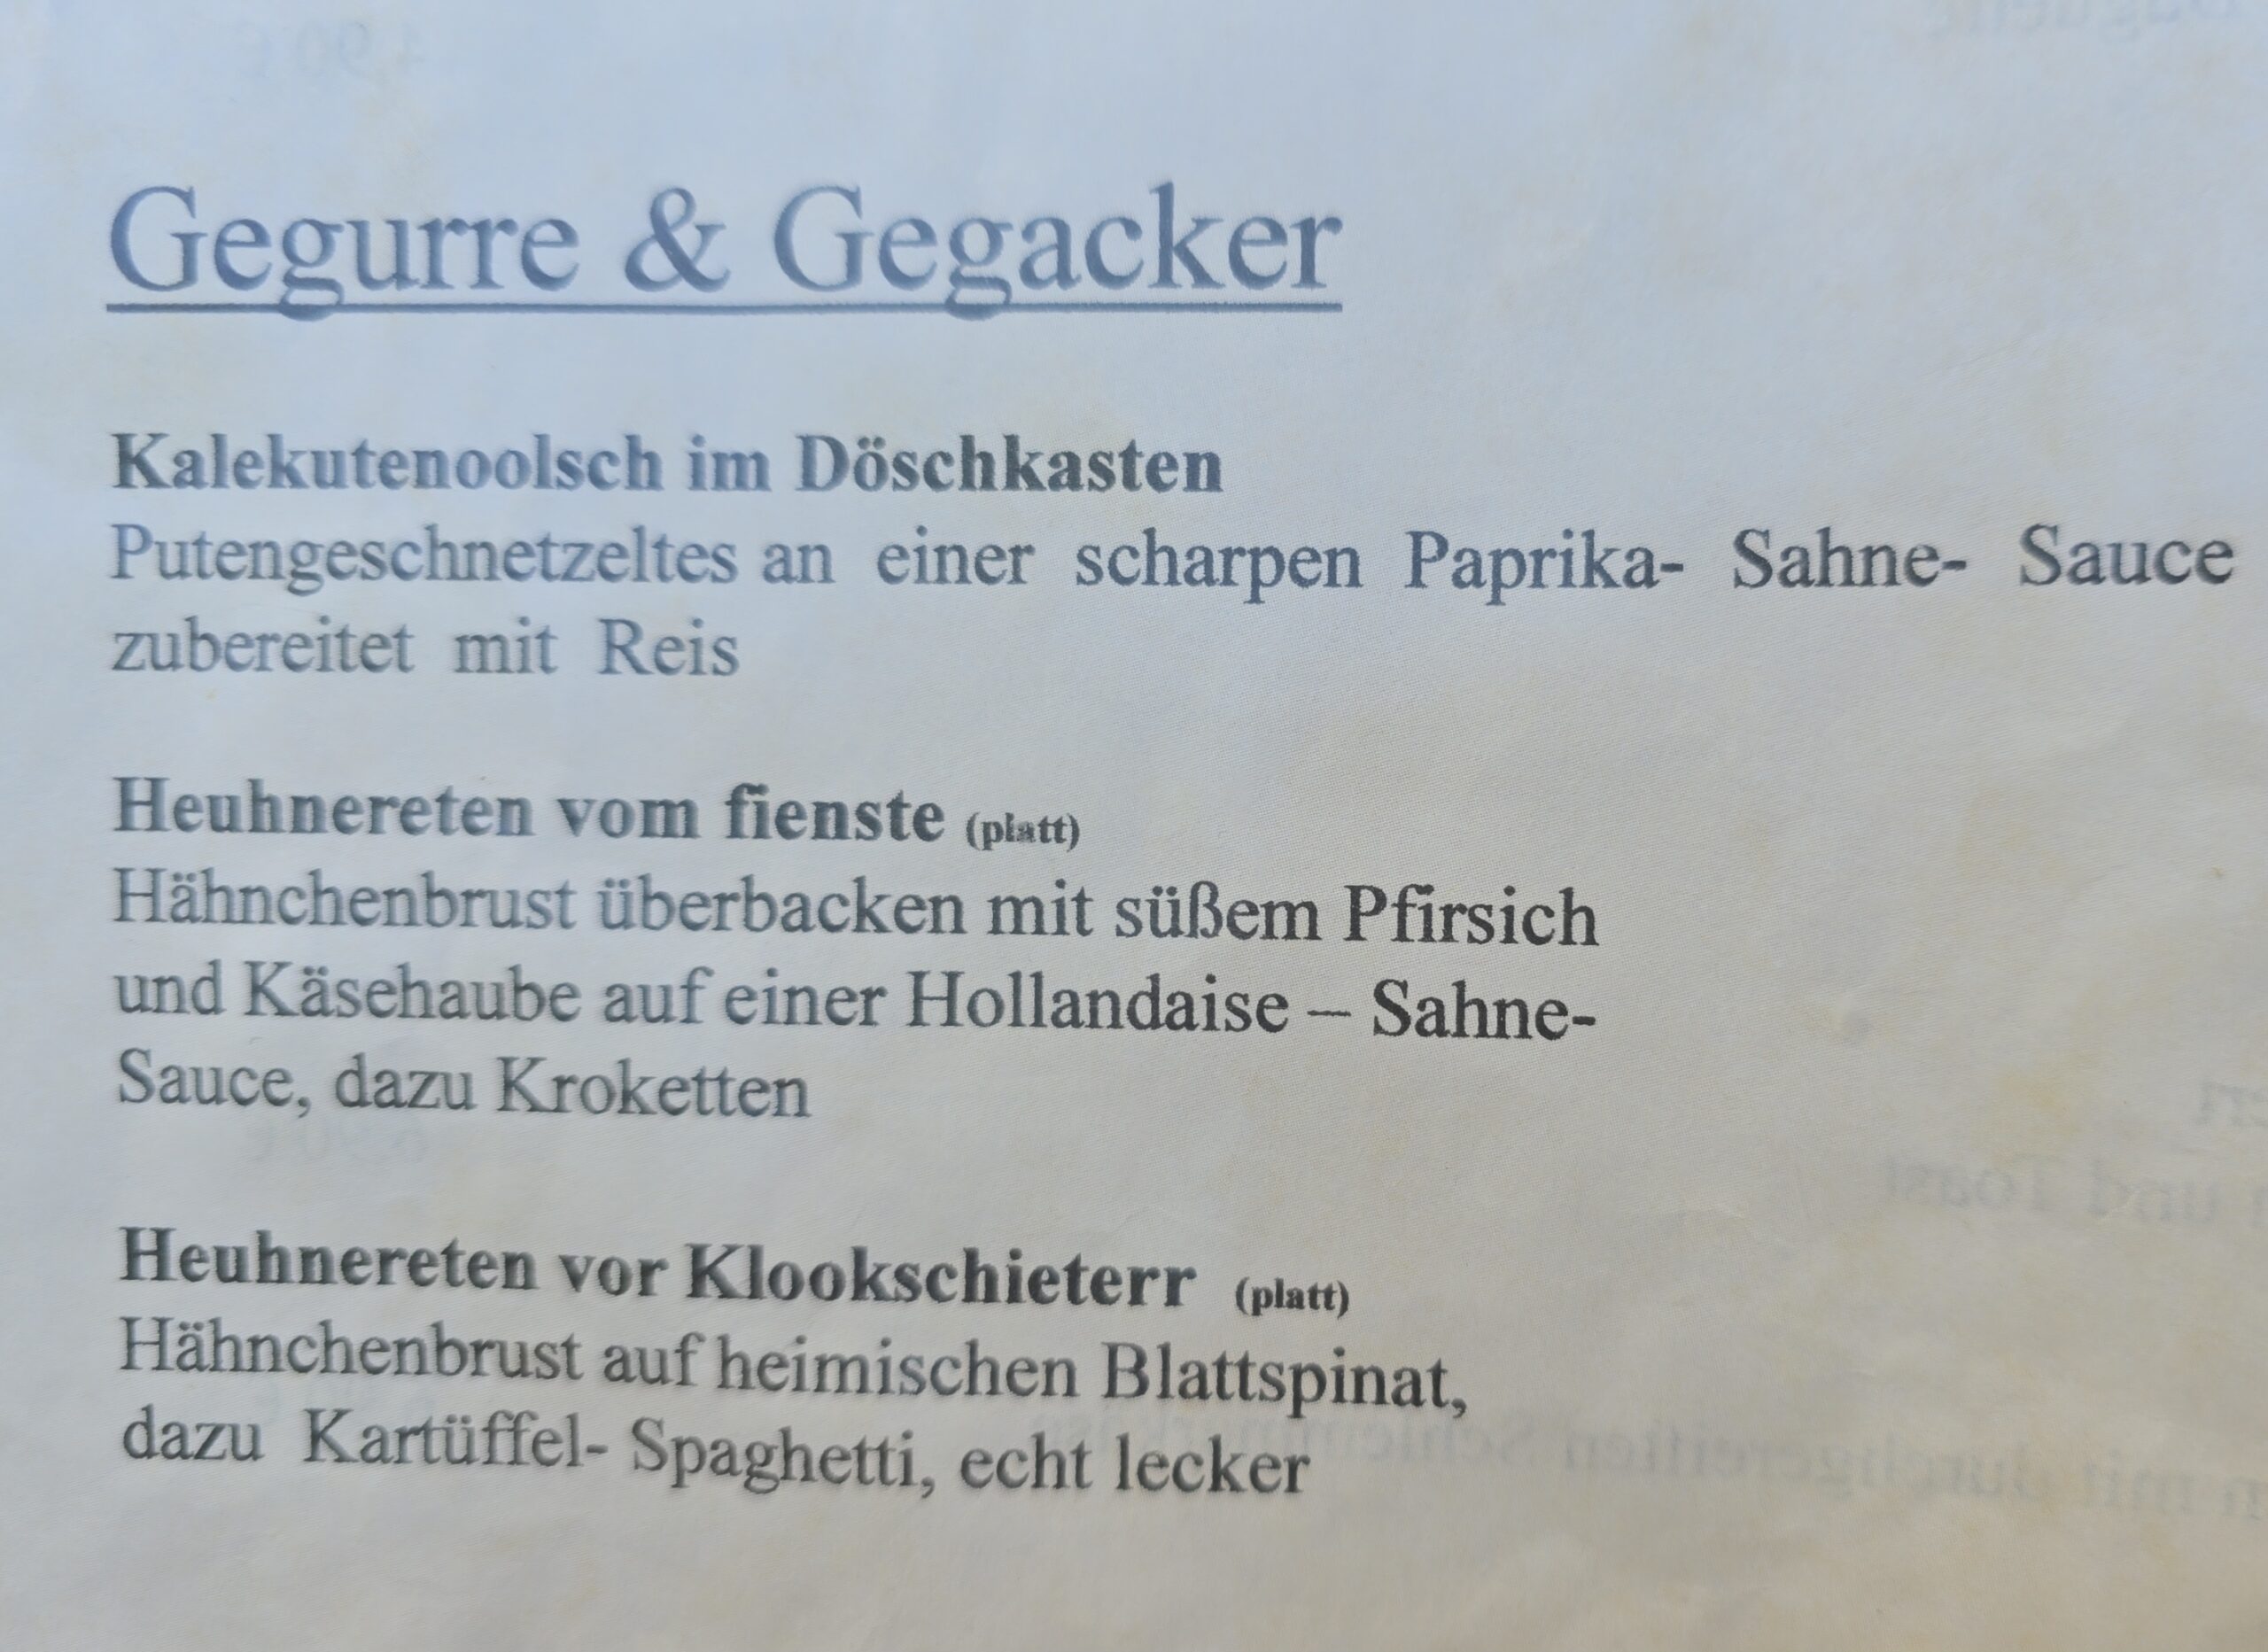 Gegurre & Gegacker
Kalekutenoolsch im Döschkasten
Putengeschnetzeltes an einer scharpen Paprika- Sahne- Sauce
zubereitet mit Reis
Heuhnereten vom fienste (platt)
Hähnchenbrust überbacken mit süßem Pfirsich
und Käsehaube auf einer Hollandaise – Sahne-
Sauce, dazu Kroketten
Heuhnereten vor Klookschieterr (platt)
Hähnchenbrust auf heimischen Blattspinat,
dazu Kartüffel- Spaghetti, echt lecker